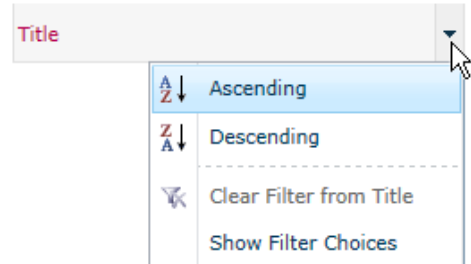 Title
A
Z
Ascending
Z
A
Descending
Clear Filter from Title
Show Filter Choices